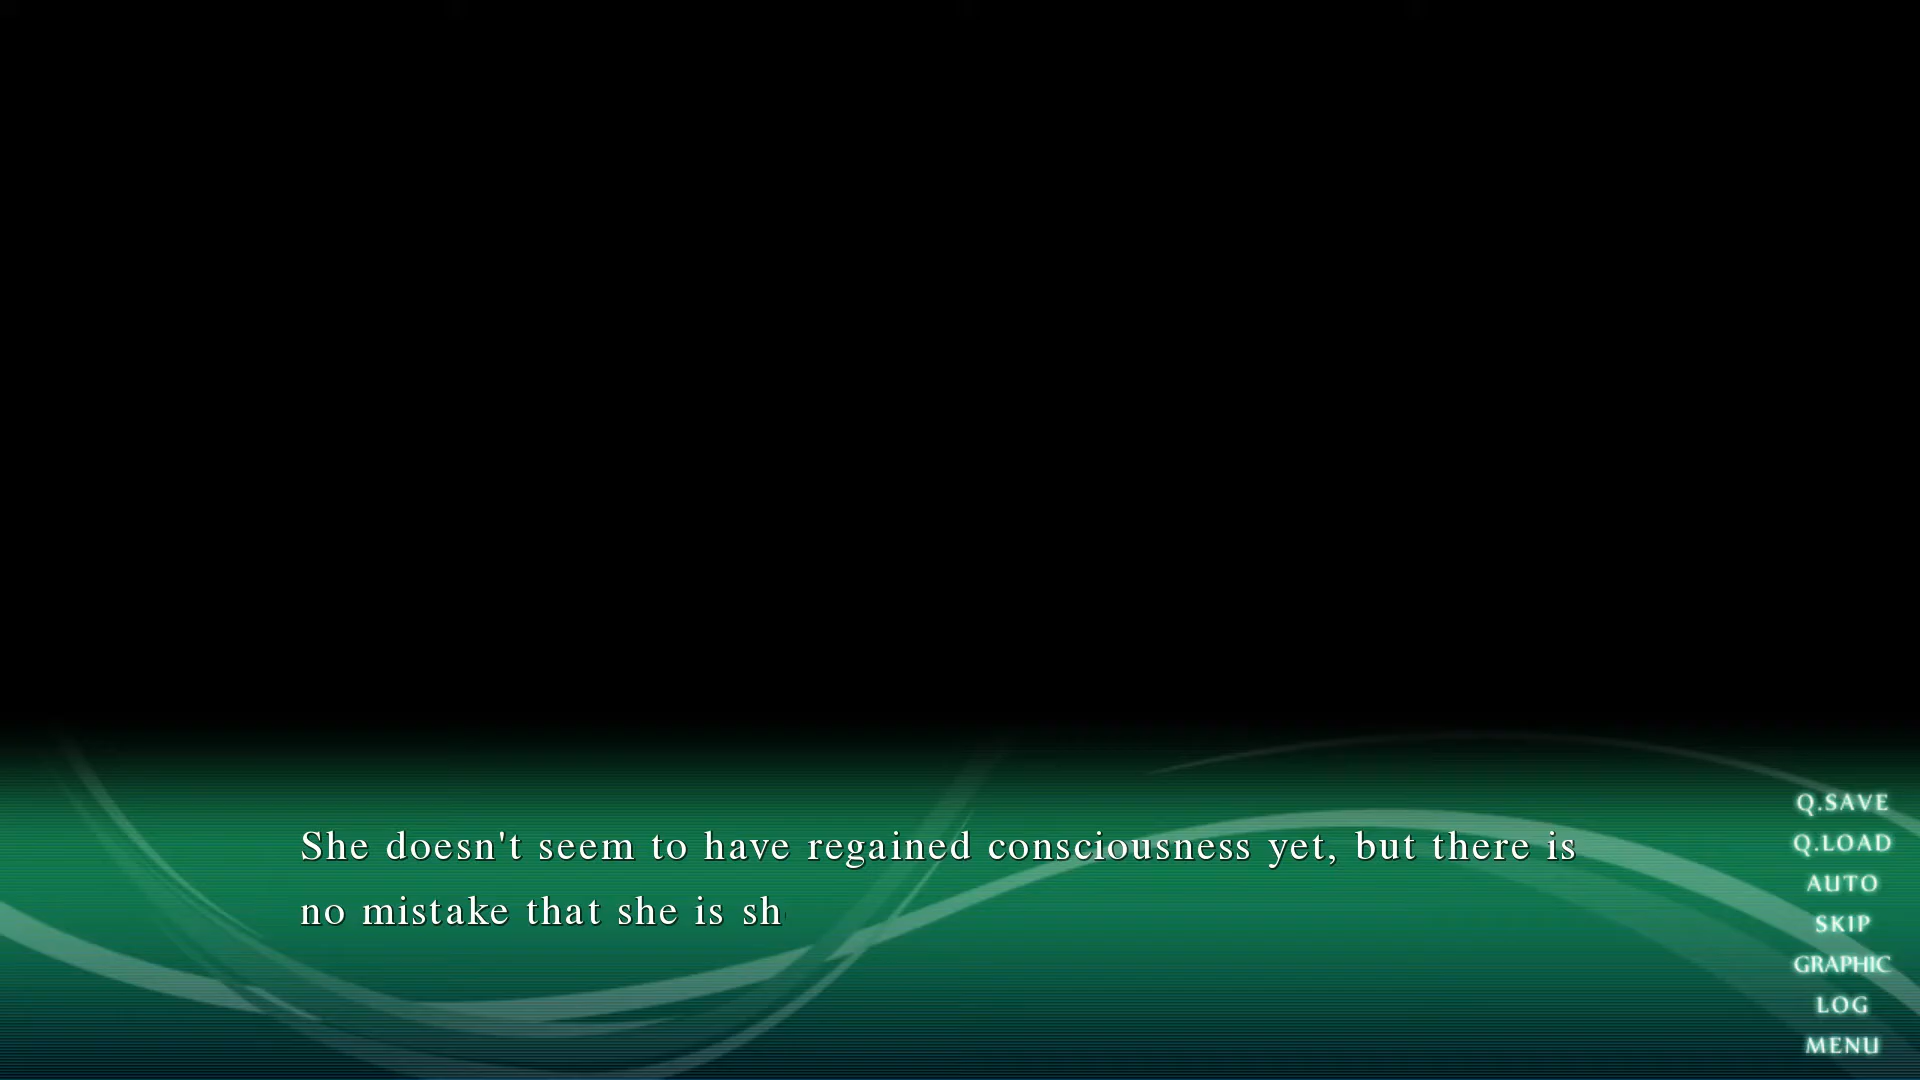 She doesn't seem to have regained consciousness yet, but there is
no mistake that she is sh
Q.SAVE
Q.LOAD
AUTO
SKIP
GRAPHIC
LOG
MENU